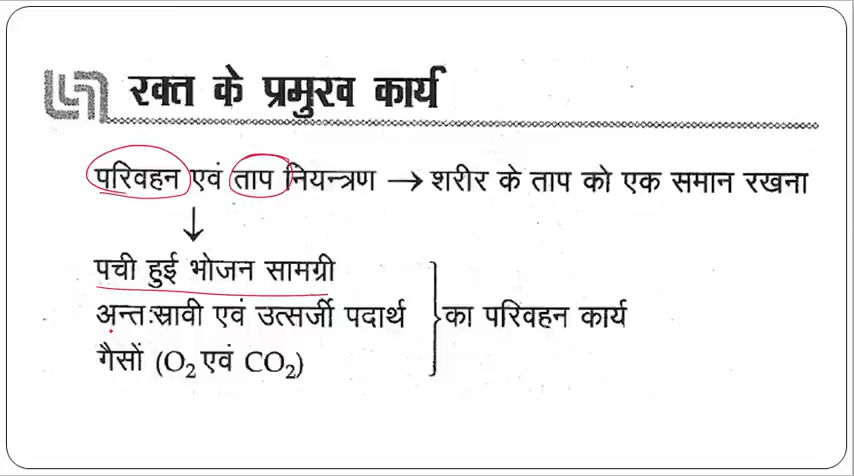 रक्त के प्रमुख कार्य
परिवहन एवं ताप नियन्त्रण → शरीर के ताप को एक समान रखना
↓
पची हुई भोजन सामग्री
अन्तःस्रावी एवं उत्सर्जी पदार्थ } का परिवहन कार्य
गैसों (O₂ एवं CO₂)